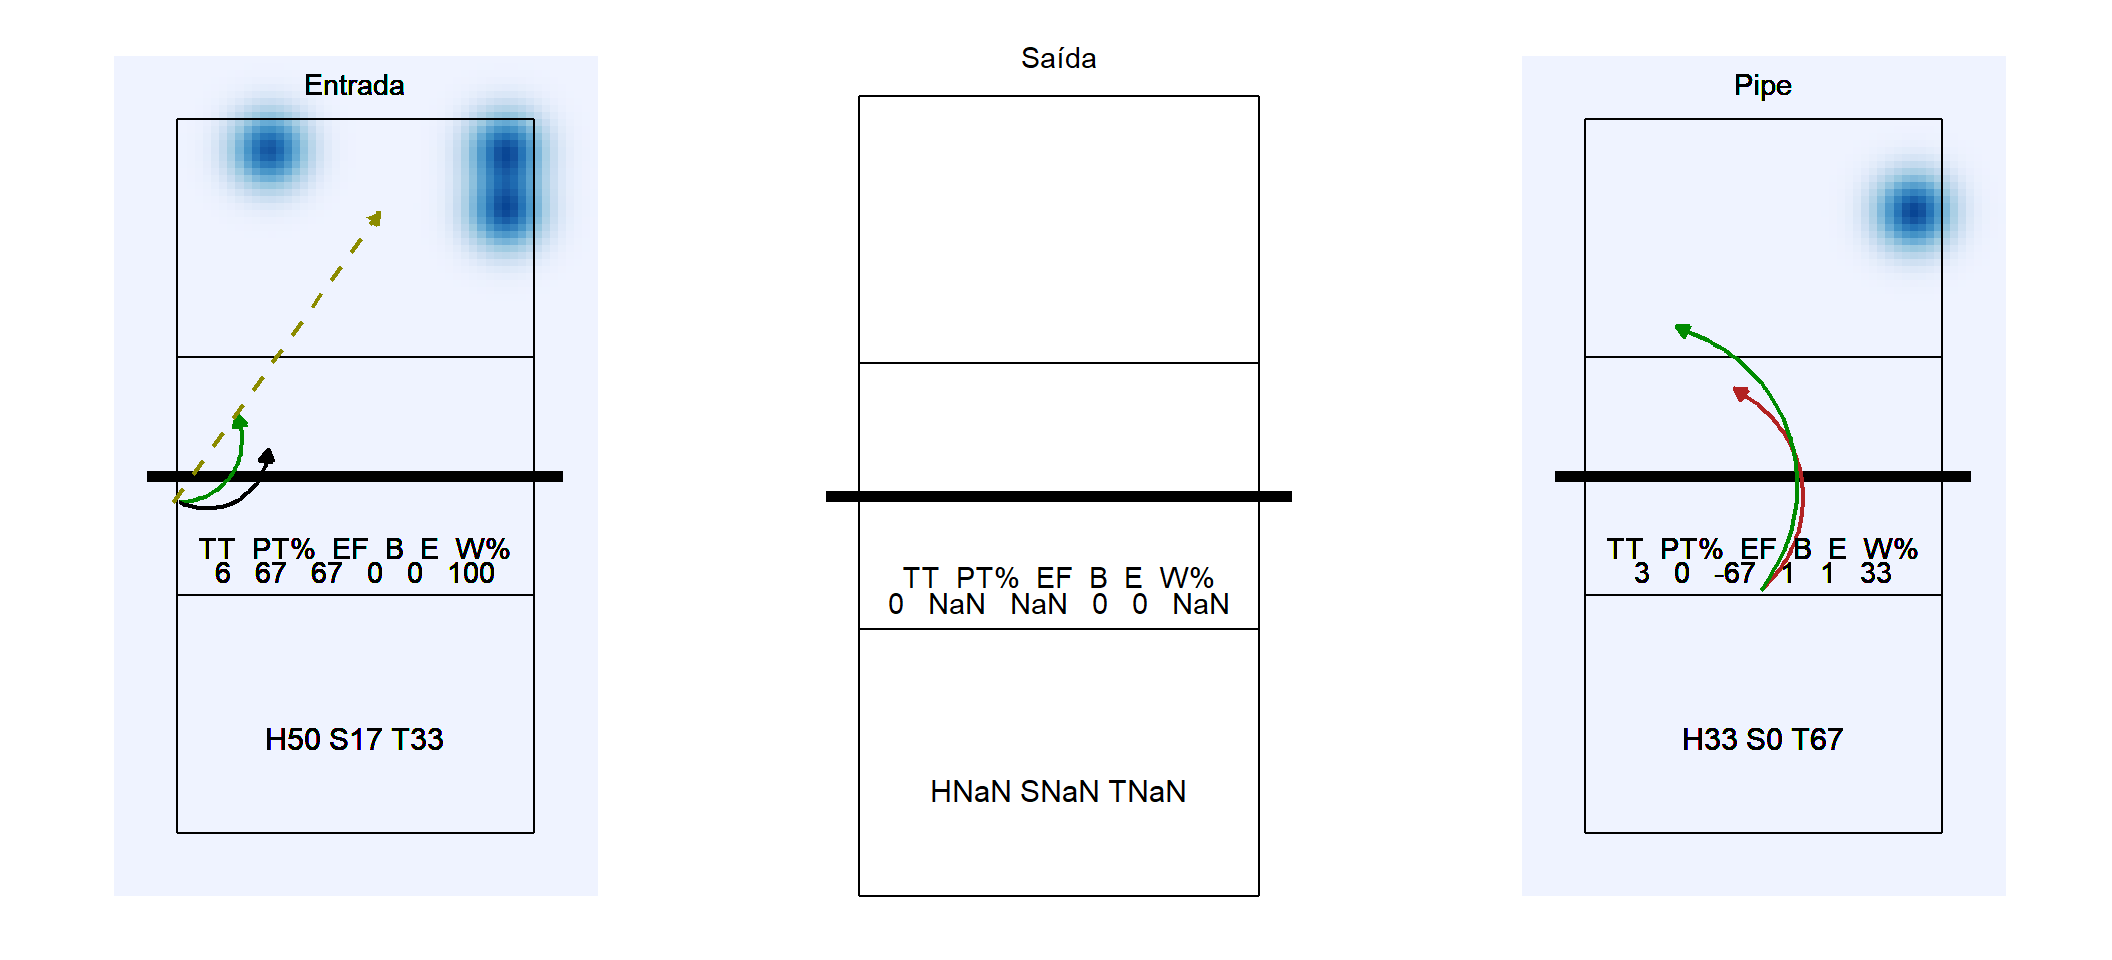 Entrada
TT PT% EF B E W%
6 67 67 0 0 100
H50 S17 T33
Saída
TT PT% EF B E W%
0 NaN NaN 0 0 NaN
HNaN SNaN TNaN
Pipe
TT PT% EF B E W%
3 0 -67 1 1 33
H33 S0 T67